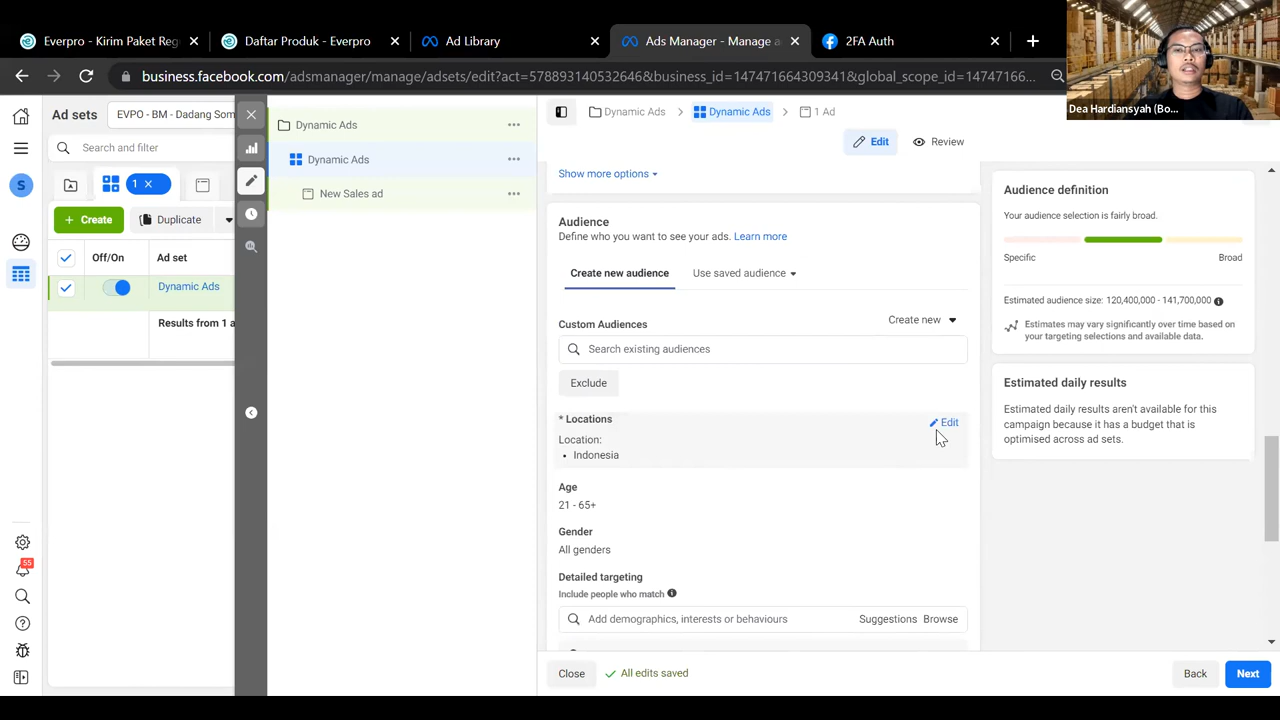 Everpro - Kirim Paket Reg
Daftar Produk - Everpro
Ad Library
Ads Manager - Manage a
2FA Auth
business.facebook.com/adsmanager/manage/adsets/edit?act=578893140532646&business_id=147471664309341&global_scope_id=14747166...
Dea Hardiansyah (Bo...
Ad sets
EVPO - BM - Dadang Som
Search and filter
1
S
Create
Duplicate
Off/On
Ad set
Dynamic Ads
Results from 1 a
55
Dynamic Ads
Dynamic Ads
New Sales ad
Dynamic Ads
Dynamic Ads
1 Ad
Edit
Review
Show more options
Audience
Define who you want to see your ads. Learn more
Create new audience
Use saved audience
Custom Audiences
Create new
Search existing audiences
Exclude
* Locations
Edit
Location:
• Indonesia
Age
21 - 65+
Gender
All genders
Detailed targeting
Include people who match
Add demographics, interests or behaviours
Suggestions
Browse
Close
All edits saved
Back
Next
Audience definition
Your audience selection is fairly broad.
Specific
Broad
Estimated audience size: 120,400,000 - 141,700,000
Estimates may vary significantly over time based on
your targeting selections and available data.
Estimated daily results
Estimated daily results aren't available for this
campaign because it has a budget that is
optimised across ad sets.